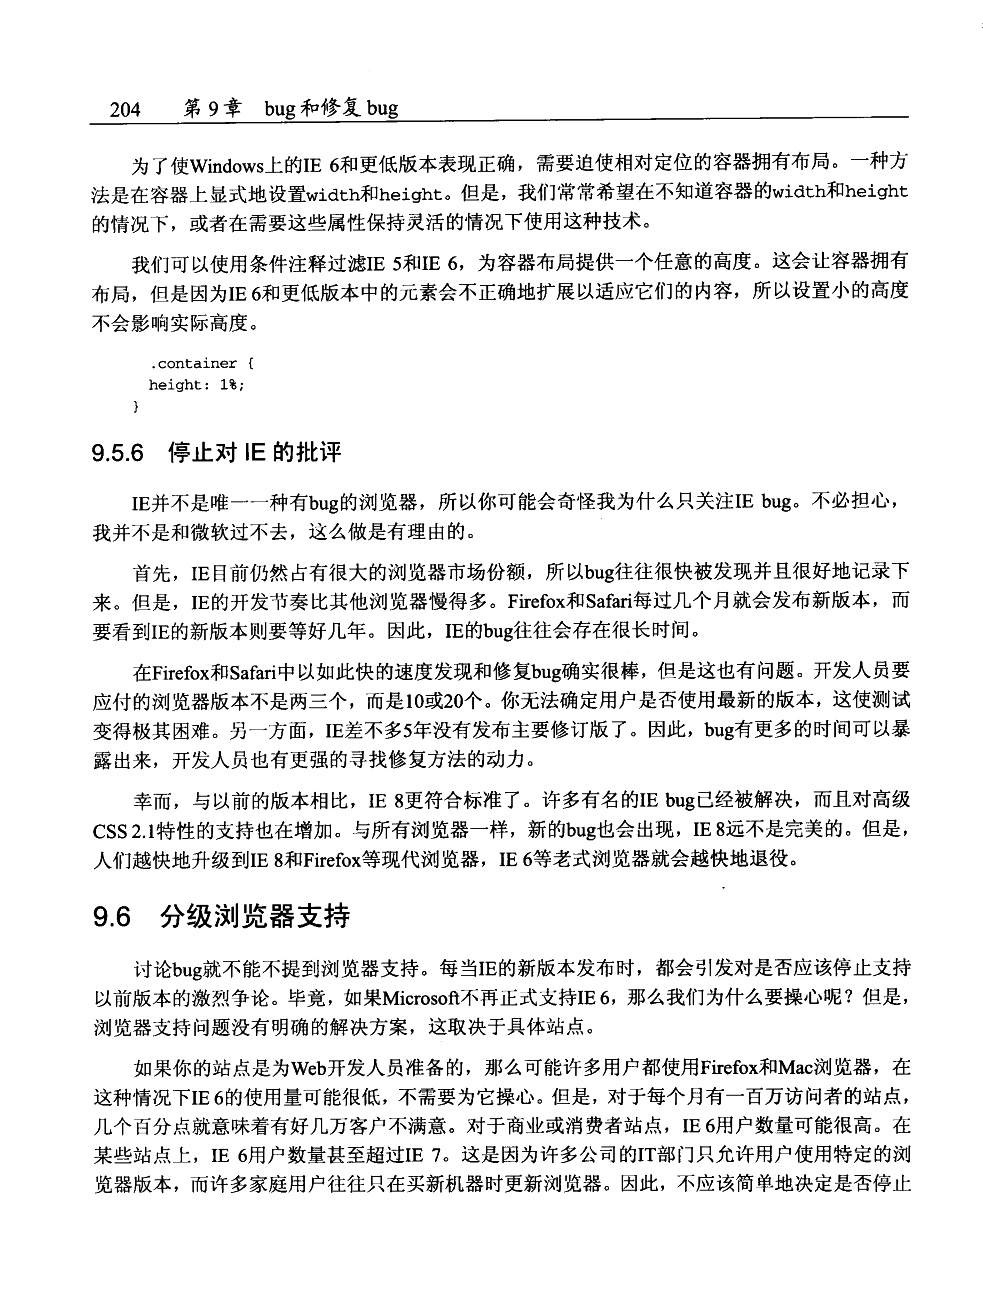 204 第 9 章 bug 和修复 bug
为了使Windows上的IE 6和更低版本表现正确，需要迫使相对定位的容器拥有布局。一种方
法是在容器上显式地设置width和height。但是，我们常常希望在不知道容器的width和height
的情况下，或者在需要这些属性保持灵活的情况下使用这种技术。
我们可以使用条件注释过滤IE 5和IE 6，为容器布局提供一个任意的高度。这会让容器拥有
布局，但是因为IE 6和更低版本中的元素会不正确地扩展以适应它们的内容，所以设置小的高度
不会影响实际高度。
.container {
height: 1%;
}
9.5.6 停止对 IE 的批评
IE并不是唯一一种有bug的浏览器，所以你可能会奇怪我为什么只关注IE bug。不必担心，
我并不是和微软过不去，这么做是有理由的。
首先，IE目前仍然占有很大的浏览器市场份额，所以bug往往很快被发现并且很好地记录下
来。但是，IE的开发节奏比其他浏览器慢得多。Firefox和Safari每过几个月就会发布新版本，而
要看到IE的新版本则要等好几年。因此，IE的bug往往会存在很长时间。
在Firefox和Safari中以如此快的速度发现和修复bug确实很棒，但是这也有问题。开发人员要
应付的浏览器版本不是两三个，而是10或20个。你无法确定用户是否使用最新的版本，这使测试
变得极其困难。另一方面，IE差不多5年没有发布主要修订版了。因此，bug有更多的时间可以暴
露出来，开发人员也有更强的寻找修复方法的动力。
幸而，与以前的版本相比，IE 8更符合标准了。许多有名的IE bug已经被解决，而且对高级
CSS 2.1特性的支持也在增加。与所有浏览器一样，新的bug也会出现，IE 8远不是完美的。但是，
人们越快地升级到IE 8和Firefox等现代浏览器，IE 6等老式浏览器就会越快地退役。
9.6 分级浏览器支持
讨论bug就不能不提到浏览器支持。每当IE的新版本发布时，都会引发对是否应该停止支持
以前版本的激烈争论。毕竟，如果Microsoft不再正式支持IE 6，那么我们为什么要操心呢？但是，
浏览器支持问题没有明确的解决方案，这取决于具体站点。
如果你的站点是为Web开发人员准备的，那么可能许多用户都使用Firefox和Mac浏览器，在
这种情况下IE 6的使用量可能很低，不需要为它操心。但是，对于每个月有一百万访问者的站点，
几个百分点就意味着有好几万客户不满意。对于商业或消费者站点，IE 6用户数量可能很高。在
某些站点上，IE 6用户数量甚至超过IE 7。这是因为许多公司的IT部门只允许用户使用特定的浏
览器版本，而许多家庭用户往往只在买新机器时更新浏览器。因此，不应该简单地决定是否停止